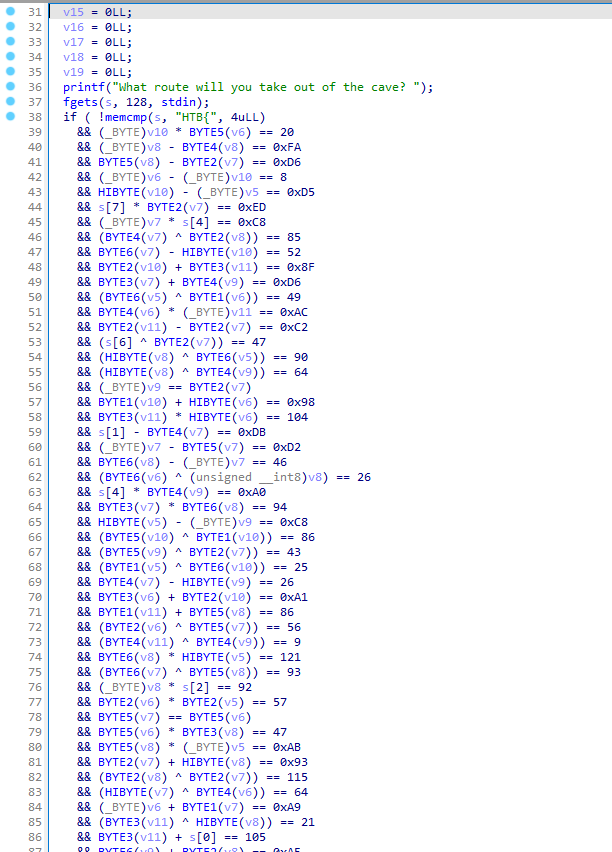 31 v15 = 0LL;
32 v16 = 0LL;
33 v17 = 0LL;
34 v18 = 0LL;
35 v19 = 0LL;
36 printf("What route will you take out of the cave? ");
37 fgets(s, 128, stdin);
38 if ( !memcmp(s, "HTB{", 4uLL)
39 && (_BYTE)v10 * BYTE5(v6) == 20
40 && (_BYTE)v8 - BYTE4(v8) == 0xFA
41 && BYTE5(v8) - BYTE2(v7) == 0xD6
42 && (_BYTE)v6 - (_BYTE)v10 == 8
43 && HIBYTE(v10) - (_BYTE)v5 == 0xD5
44 && s[7] * BYTE2(v7) == 0xED
45 && (_BYTE)v7 * s[4] == 0xC8
46 && (BYTE4(v7) ^ BYTE2(v8)) == 85
47 && BYTE6(v7) - HIBYTE(v10) == 52
48 && BYTE2(v10) + BYTE3(v11) == 0x8F
49 && BYTE3(v7) + BYTE4(v9) == 0xD6
50 && (BYTE6(v5) ^ BYTE1(v6)) == 49
51 && BYTE4(v6) * (_BYTE)v11 == 0xAC
52 && BYTE2(v11) - BYTE2(v7) == 0xC2
53 && (s[6] ^ BYTE2(v7)) == 47
54 && (HIBYTE(v8) ^ BYTE6(v5)) == 90
55 && (HIBYTE(v8) ^ BYTE4(v9)) == 64
56 && (_BYTE)v9 == BYTE2(v7)
57 && BYTE1(v10) + HIBYTE(v6) == 0x98
58 && BYTE3(v11) * HIBYTE(v6) == 104
59 && s[1] - BYTE4(v7) == 0xDB
60 && (_BYTE)v7 - BYTE5(v7) == 0xD2
61 && BYTE6(v8) - (_BYTE)v7 == 46
62 && (BYTE6(v6) ^ (unsigned __int8)v8) == 26
63 && s[4] * BYTE4(v9) == 0xA0
64 && BYTE3(v7) * BYTE6(v8) == 94
65 && HIBYTE(v5) - (_BYTE)v9 == 0xC8
66 && (BYTE5(v10) ^ BYTE1(v10)) == 86
67 && (BYTE5(v9) ^ BYTE2(v7)) == 43
68 && (BYTE1(v5) ^ BYTE6(v10)) == 25
69 && BYTE4(v7) - HIBYTE(v9) == 26
70 && BYTE3(v6) + BYTE2(v10) == 0xA1
71 && BYTE1(v11) + BYTE5(v8) == 86
72 && (BYTE2(v6) ^ BYTE5(v7)) == 56
73 && (BYTE4(v11) ^ BYTE4(v9)) == 9
74 && BYTE6(v8) * HIBYTE(v5) == 121
75 && (BYTE6(v7) ^ BYTE5(v8)) == 93
76 && (_BYTE)v8 * s[2] == 92
77 && BYTE2(v6) * BYTE2(v5) == 57
78 && BYTE5(v7) == BYTE5(v6)
79 && BYTE5(v6) * BYTE3(v8) == 47
80 && BYTE5(v8) * (_BYTE)v5 == 0xAB
81 && BYTE2(v7) + HIBYTE(v8) == 0x93
82 && (BYTE2(v8) ^ BYTE2(v7)) == 115
83 && (HIBYTE(v7) ^ BYTE4(v6)) == 64
84 && (_BYTE)v6 + BYTE1(v7) == 0xA9
85 && (BYTE3(v11) ^ HIBYTE(v8)) == 21
86 && BYTE3(v11) + s[0] == 105
87 && BYTE6(v9) + BYTE2(v8) == 0xA5